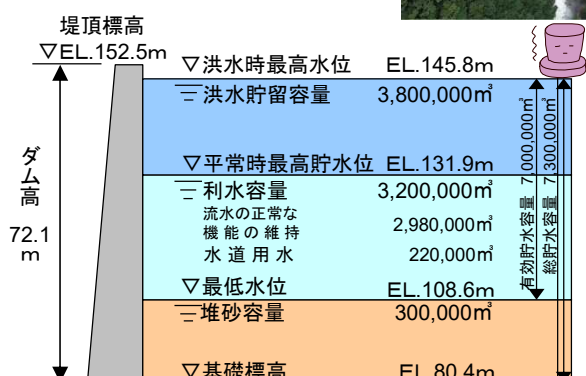 堤頂標高
▽EL.152.5m
▽洪水時最高水位 EL.145.8m
洪水貯留容量 3,800,000㎥
▽平常時最高貯水位 EL.131.9m
利水容量 3,200,000㎥
流水の正常な
機能の維持 2,980,000㎥
水道用水 220,000㎥
▽最低水位 EL.108.6m
堆砂容量 300,000㎥
▽基礎標高 EL.80.4m
ダム高
72.1
m
有効貯水容量 7,000,000㎥
総貯水容量 7,300,000㎥